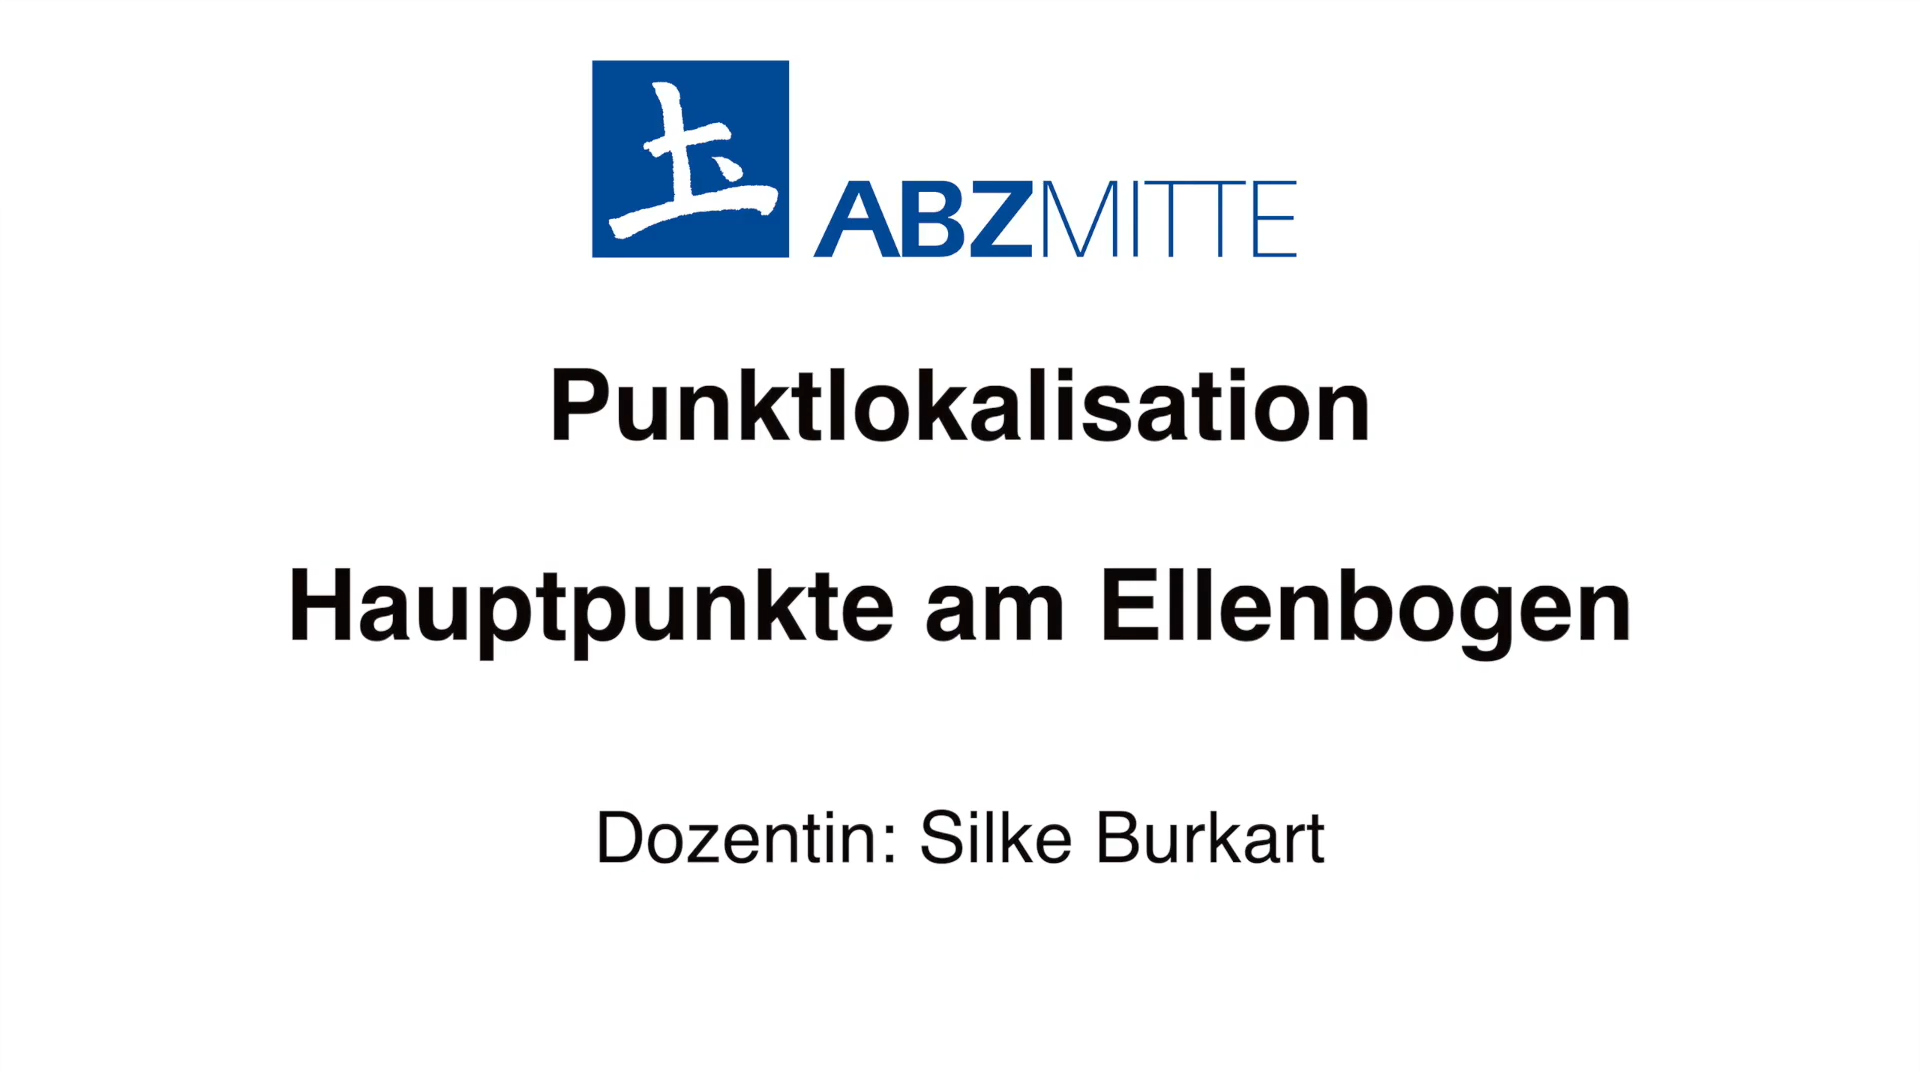 ABZMITTE
Punktlokalisation
Hauptpunkte am Ellenbogen
Dozentin: Silke Burkart